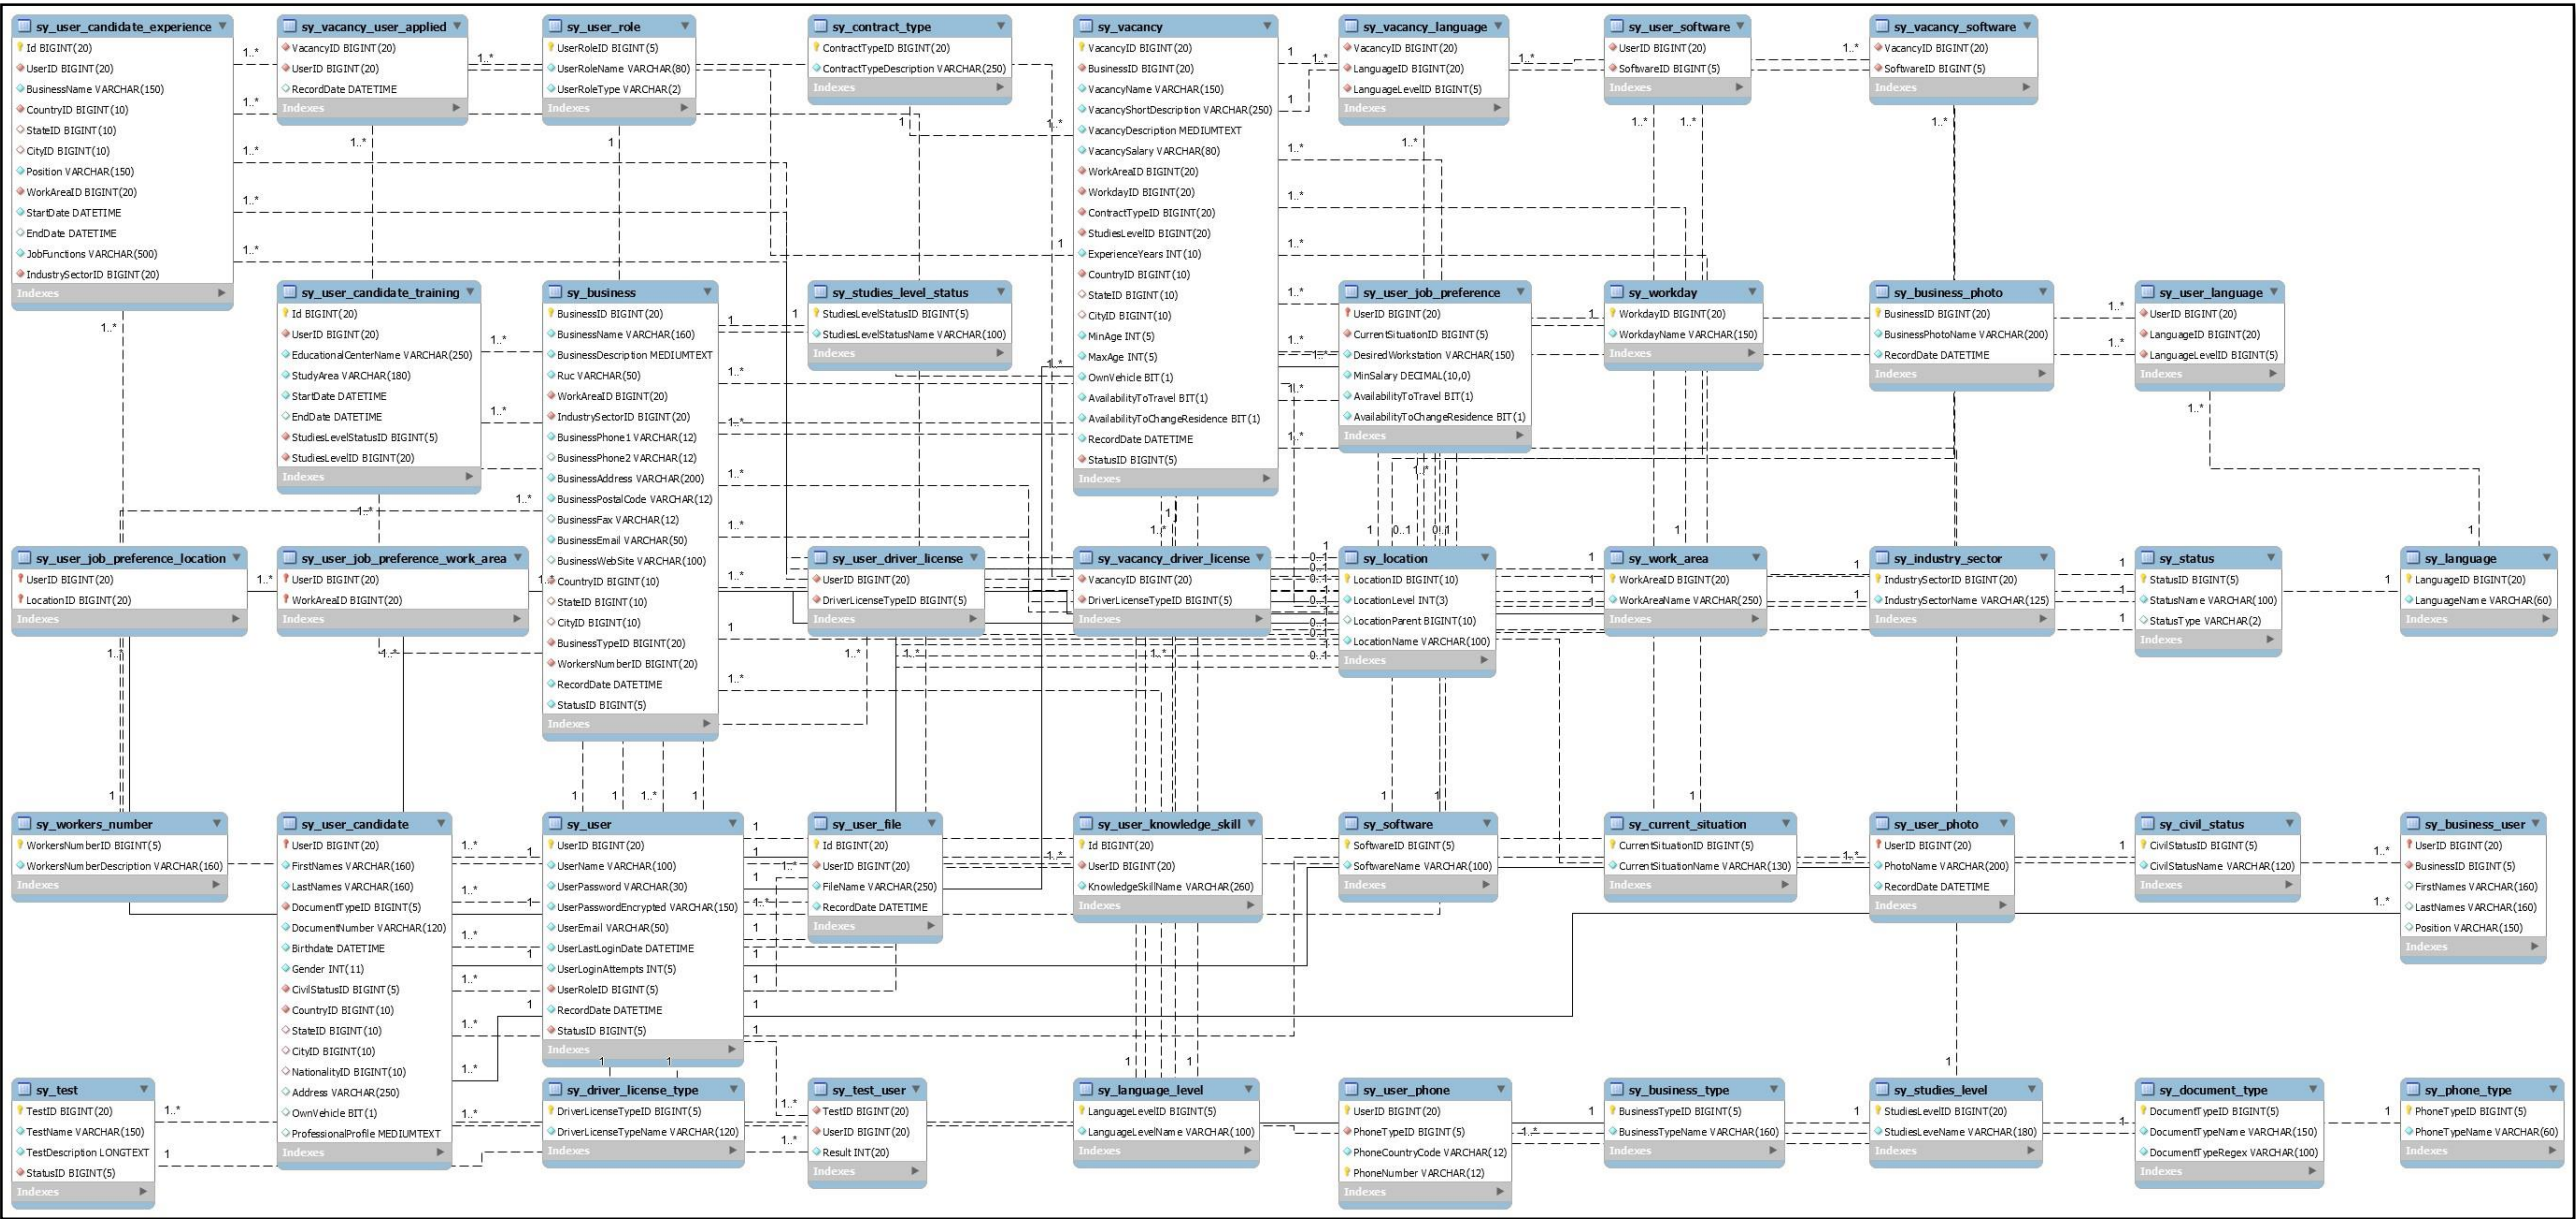 sy_user_candidate_experience
Id BIGINT(20)
UserID BIGINT(20)
BusinessName VARCHAR(150)
CountryID BIGINT(10)
StateID BIGINT(10)
CityID BIGINT(10)
Position VARCHAR(150)
WorkAreaID BIGINT(20)
StartDate DATETIME
EndDate DATETIME
JobFunctions VARCHAR(500)
IndustrySectorID BIGINT(20)
Indexes
sy_vacancy_user_applied
VacancyID BIGINT(20)
UserID BIGINT(20)
RecordDate DATETIME
Indexes
sy_user_role
UserRoleID BIGINT(5)
UserRoleName VARCHAR(80)
UserRoleType VARCHAR(2)
Indexes
sy_contract_type
ContractTypeID BIGINT(20)
ContractTypeDescription VARCHAR(250)
Indexes
sy_vacancy
VacancyID BIGINT(20)
BusinessID BIGINT(20)
VacancyName VARCHAR(150)
VacancyShortDescription VARCHAR(250)
VacancyDescription MEDIUMTEXT
VacancySalary VARCHAR(80)
WorkAreaID BIGINT(20)
WorkdayID BIGINT(20)
ContractTypeID BIGINT(20)
StudiesLevelID BIGINT(20)
ExperienceYears INT(10)
CountryID BIGINT(10)
StateID BIGINT(10)
CityID BIGINT(10)
MinAge INT(5)
MaxAge INT(5)
OwnVehicle BIT(1)
AvailabilityToTravel BIT(1)
AvailabilityToChangeResidence BIT(1)
RecordDate DATETIME
StatusID BIGINT(5)
Indexes
sy_vacancy_language
VacancyID BIGINT(20)
LanguageID BIGINT(20)
LanguageLevelID BIGINT(5)
Indexes
sy_user_software
UserID BIGINT(20)
SoftwareID BIGINT(5)
Indexes
sy_vacancy_software
VacancyID BIGINT(20)
SoftwareID BIGINT(5)
Indexes
sy_user_candidate_training
Id BIGINT(20)
UserID BIGINT(20)
EducationalCenterName VARCHAR(250)
StudyArea VARCHAR(180)
StartDate DATETIME
EndDate DATETIME
StudiesLevelStatusID BIGINT(5)
StudiesLevelID BIGINT(20)
Indexes
sy_business
BusinessID BIGINT(20)
BusinessName VARCHAR(160)
BusinessDescription MEDIUMTEXT
Ruc VARCHAR(50)
WorkAreaID BIGINT(20)
IndustrySectorID BIGINT(20)
BusinessPhone1 VARCHAR(12)
BusinessPhone2 VARCHAR(12)
BusinessAddress VARCHAR(200)
BusinessPostalCode VARCHAR(12)
BusinessFax VARCHAR(12)
BusinessEmail VARCHAR(50)
BusinessWebSite VARCHAR(100)
CountryID BIGINT(10)
StateID BIGINT(10)
CityID BIGINT(10)
BusinessTypeID BIGINT(20)
WorkersNumberID BIGINT(20)
RecordDate DATETIME
StatusID BIGINT(5)
Indexes
sy_studies_level_status
StudiesLevelStatusID BIGINT(5)
StudiesLevelStatusName VARCHAR(100)
Indexes
sy_user_job_preference
UserID BIGINT(20)
CurrentSituationID BIGINT(5)
DesiredWorkstation VARCHAR(150)
MinSalary DECIMAL(10,0)
AvailabilityToTravel BIT(1)
AvailabilityToChangeResidence BIT(1)
Indexes
sy_workday
WorkdayID BIGINT(20)
WorkdayName VARCHAR(150)
Indexes
sy_business_photo
BusinessID BIGINT(20)
BusinessPhotoName VARCHAR(200)
RecordDate DATETIME
Indexes
sy_user_language
UserID BIGINT(20)
LanguageID BIGINT(20)
LanguageLevelID BIGINT(5)
Indexes
sy_user_job_preference_location
UserID BIGINT(20)
LocationID BIGINT(20)
Indexes
sy_user_job_preference_work_area
UserID BIGINT(20)
WorkAreaID BIGINT(20)
Indexes
sy_user_driver_license
UserID BIGINT(20)
DriverLicenseTypeID BIGINT(5)
Indexes
sy_vacancy_driver_license
VacancyID BIGINT(20)
DriverLicenseTypeID BIGINT(5)
Indexes
sy_location
LocationID BIGINT(10)
LocationLevel INT(3)
LocationParent BIGINT(10)
LocationName VARCHAR(100)
Indexes
sy_work_area
WorkAreaID BIGINT(20)
WorkAreaName VARCHAR(250)
Indexes
sy_industry_sector
IndustrySectorID BIGINT(20)
IndustrySectorName VARCHAR(125)
Indexes
sy_status
StatusID BIGINT(5)
StatusName VARCHAR(100)
StatusType VARCHAR(2)
Indexes
sy_language
LanguageID BIGINT(20)
LanguageName VARCHAR(60)
Indexes
sy_workers_number
WorkersNumberID BIGINT(5)
WorkersNumberDescription VARCHAR(160)
Indexes
sy_user_candidate
UserID BIGINT(20)
FirstNames VARCHAR(160)
LastNames VARCHAR(160)
DocumentTypeID BIGINT(5)
DocumentNumber VARCHAR(120)
Birthdate DATETIME
Gender INT(11)
CivilStatusID BIGINT(5)
CountryID BIGINT(10)
StateID BIGINT(10)
CityID BIGINT(10)
NationalityID BIGINT(10)
Address VARCHAR(250)
OwnVehicle BIT(1)
ProfessionalProfile MEDIUMTEXT
Indexes
sy_user
UserID BIGINT(20)
UserName VARCHAR(100)
UserPassword VARCHAR(30)
UserPasswordEncrypted VARCHAR(150)
UserEmail VARCHAR(50)
UserLastLoginDate DATETIME
UserLoginAttempts INT(5)
UserRoleID BIGINT(5)
RecordDate DATETIME
StatusID BIGINT(5)
Indexes
sy_user_file
Id BIGINT(20)
UserID BIGINT(20)
FileName VARCHAR(250)
RecordDate DATETIME
Indexes
sy_user_knowledge_skill
Id BIGINT(20)
UserID BIGINT(20)
KnowledgeSkillName VARCHAR(260)
Indexes
sy_software
SoftwareID BIGINT(5)
SoftwareName VARCHAR(100)
Indexes
sy_current_situation
CurrentSituationID BIGINT(5)
CurrentSituationName VARCHAR(130)
Indexes
sy_user_photo
UserID BIGINT(20)
PhotoName VARCHAR(200)
RecordDate DATETIME
Indexes
sy_civil_status
CivilStatusID BIGINT(5)
CivilStatusName VARCHAR(120)
Indexes
sy_business_user
UserID BIGINT(20)
BusinessID BIGINT(5)
FirstNames VARCHAR(160)
LastNames VARCHAR(160)
Position VARCHAR(150)
Indexes
sy_test
TestID BIGINT(20)
TestName VARCHAR(150)
TestDescription LONGTEXT
StatusID BIGINT(5)
Indexes
sy_driver_license_type
DriverLicenseTypeID BIGINT(5)
DriverLicenseTypeName VARCHAR(120)
Indexes
sy_test_user
TestID BIGINT(20)
UserID BIGINT(20)
Result INT(20)
Indexes
sy_language_level
LanguageLevelID BIGINT(5)
LanguageLevelName VARCHAR(100)
Indexes
sy_user_phone
UserID BIGINT(20)
PhoneTypeID BIGINT(5)
PhoneCountryCode VARCHAR(12)
PhoneNumber VARCHAR(12)
Indexes
sy_business_type
BusinessTypeID BIGINT(5)
BusinessTypeName VARCHAR(160)
Indexes
sy_studies_level
StudiesLevelID BIGINT(20)
StudiesLeveName VARCHAR(180)
Indexes
sy_document_type
DocumentTypeID BIGINT(5)
DocumentTypeName VARCHAR(150)
DocumentTypeRegex VARCHAR(100)
Indexes
sy_phone_type
PhoneTypeID BIGINT(5)
PhoneTypeName VARCHAR(60)
Indexes